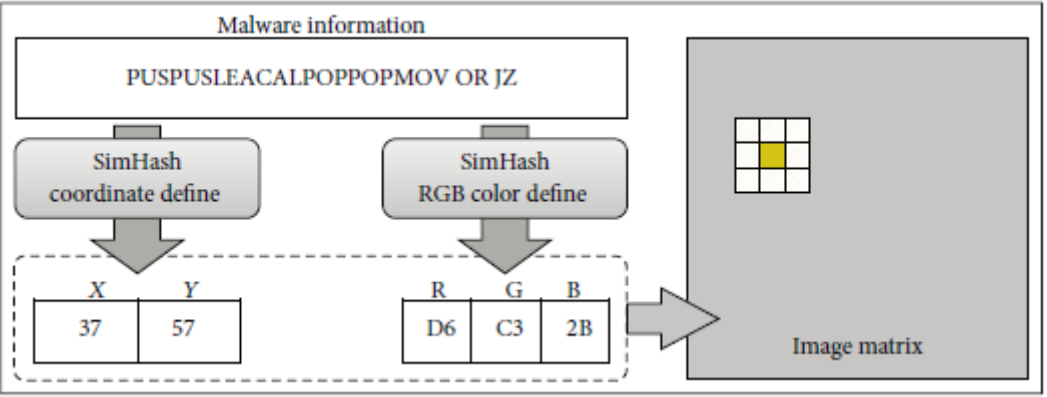 Malware information
PUSPUSLEACALPOPPOPMOV OR JZ
SimHash
coordinate define
SimHash
RGB color define
X Y
37 57
R G B
D6 C3 2B
Image matrix